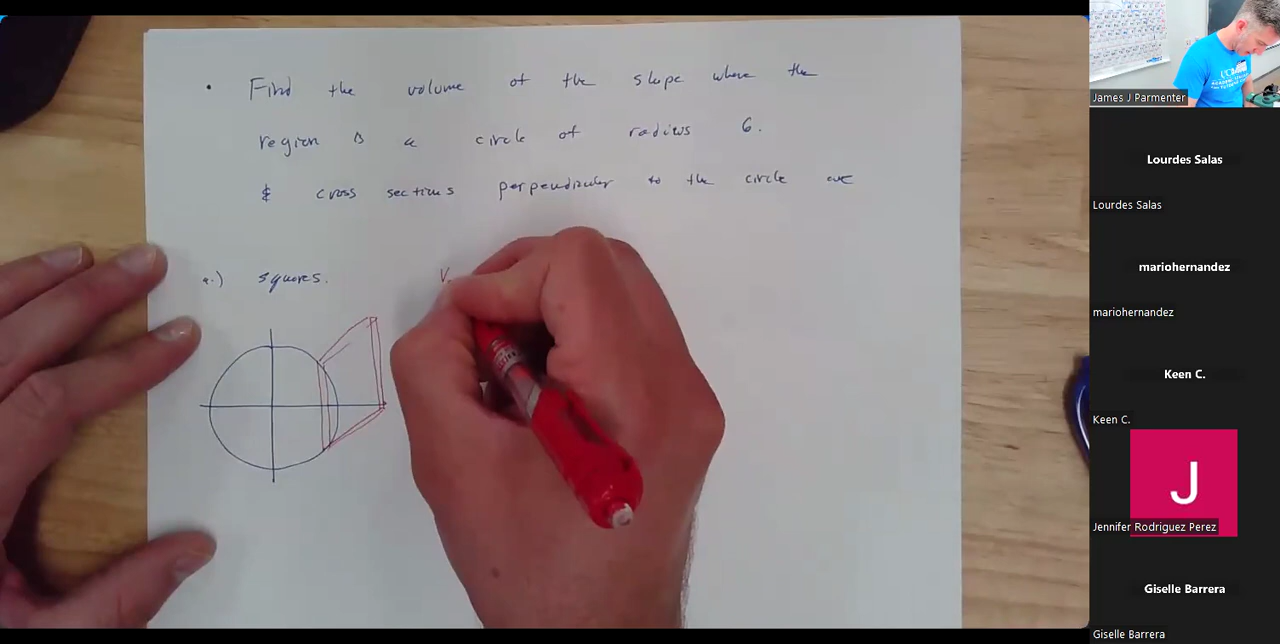 • Find the volume of the slope where the
region is a circle of radius 6.
& cross sections perpendicular to the circle are
a.) squares.
V
James J Parmenter
Lourdes Salas
Lourdes Salas
mariohernandez
mariohernandez
Keen C.
Keen C.
J
Jennifer Rodriguez Perez
Giselle Barrera
Giselle Barrera